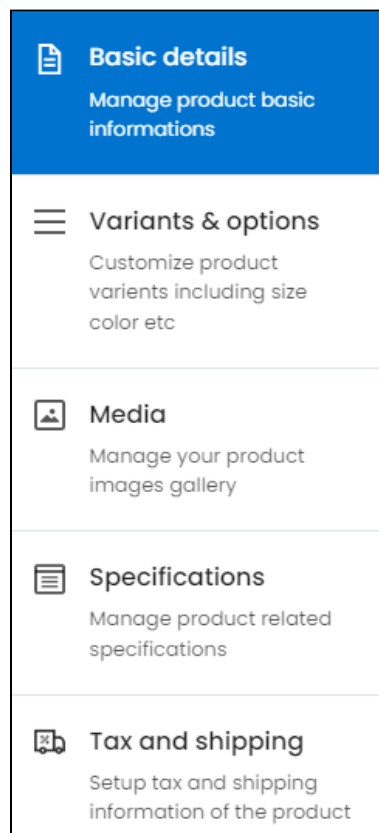 Basic details
Manage product basic
informations
Variants & options
Customize product
varients including size
color etc
Media
Manage your product
images gallery
Specifications
Manage product related
specifications
Tax and shipping
Setup tax and shipping
information of the product